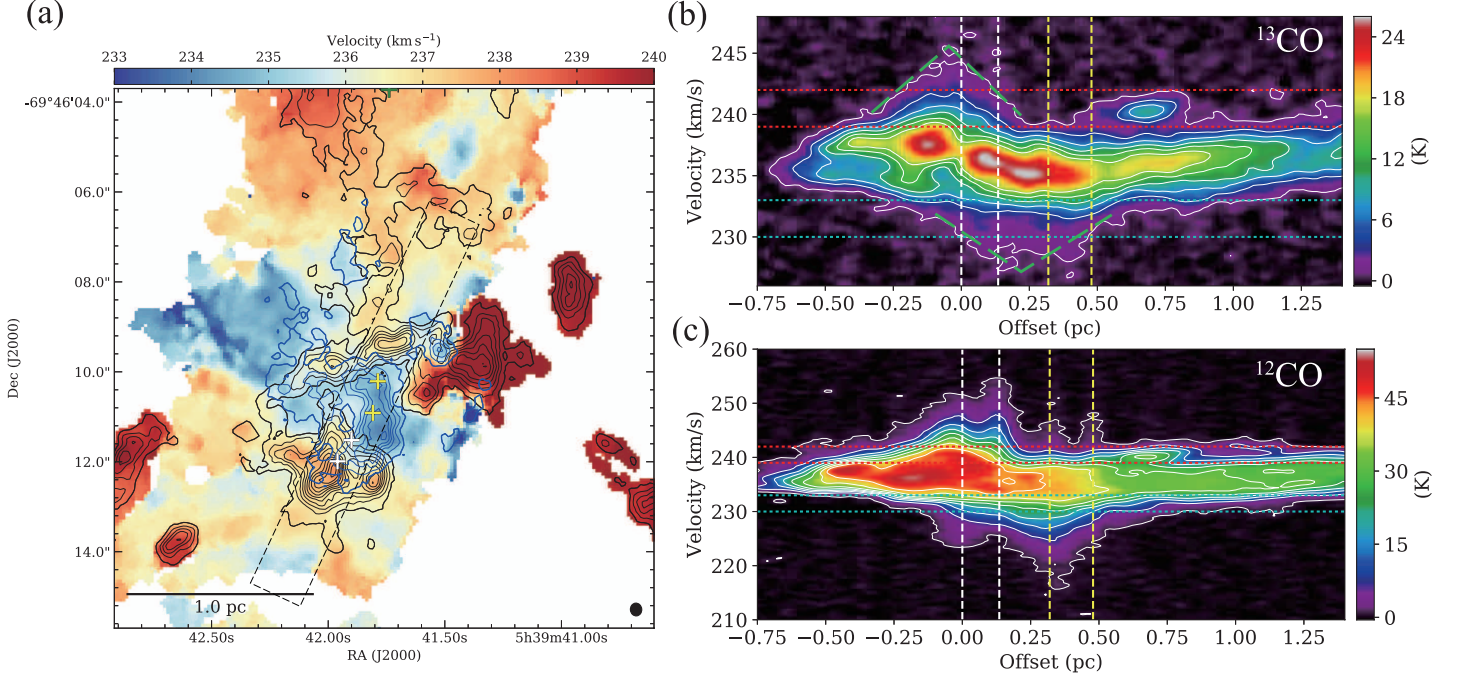 (a)
Velocity (km s⁻¹)
233 234 235 236 237 238 239 240
-69°46'04.0"
06.0"
08.0"
10.0"
12.0"
14.0"
Dec (J2000)
1.0 pc
42.50s 42.00s 41.50s 5h39m41.00s
RA (J2000)
(b)
¹³CO
245
240
235
230
Velocity (km/s)
−0.75 −0.50 −0.25 0.00 0.25 0.50 0.75 1.00 1.25
Offset (pc)
24
18
12
6
0
(K)
(c)
¹²CO
260
250
240
230
220
210
Velocity (km/s)
−0.75 −0.50 −0.25 0.00 0.25 0.50 0.75 1.00 1.25
Offset (pc)
45
30
15
0
(K)